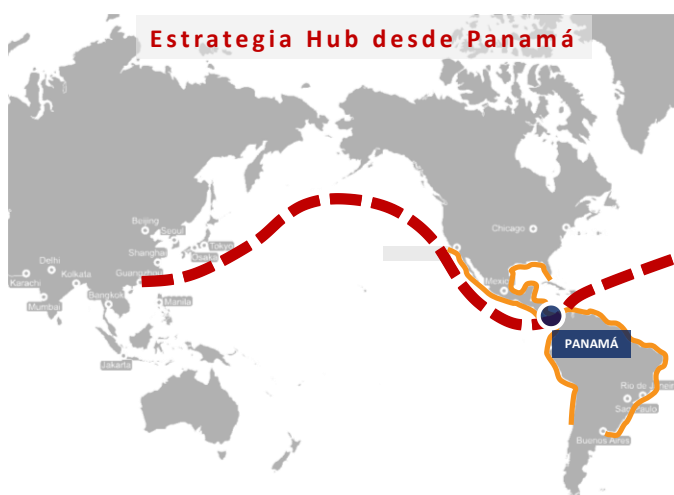 Estrategia Hub desde Panamá
Beijing
Seoul
Tokyo
Osaka
Shanghai
Chicago
Delhi
Guangzhou
Karachi
Kolkata
Mumbai
Bangkok
Manila
PANAMÁ
Jakarta
Rio de Janeiro
Sao Paulo
Buenos Aires